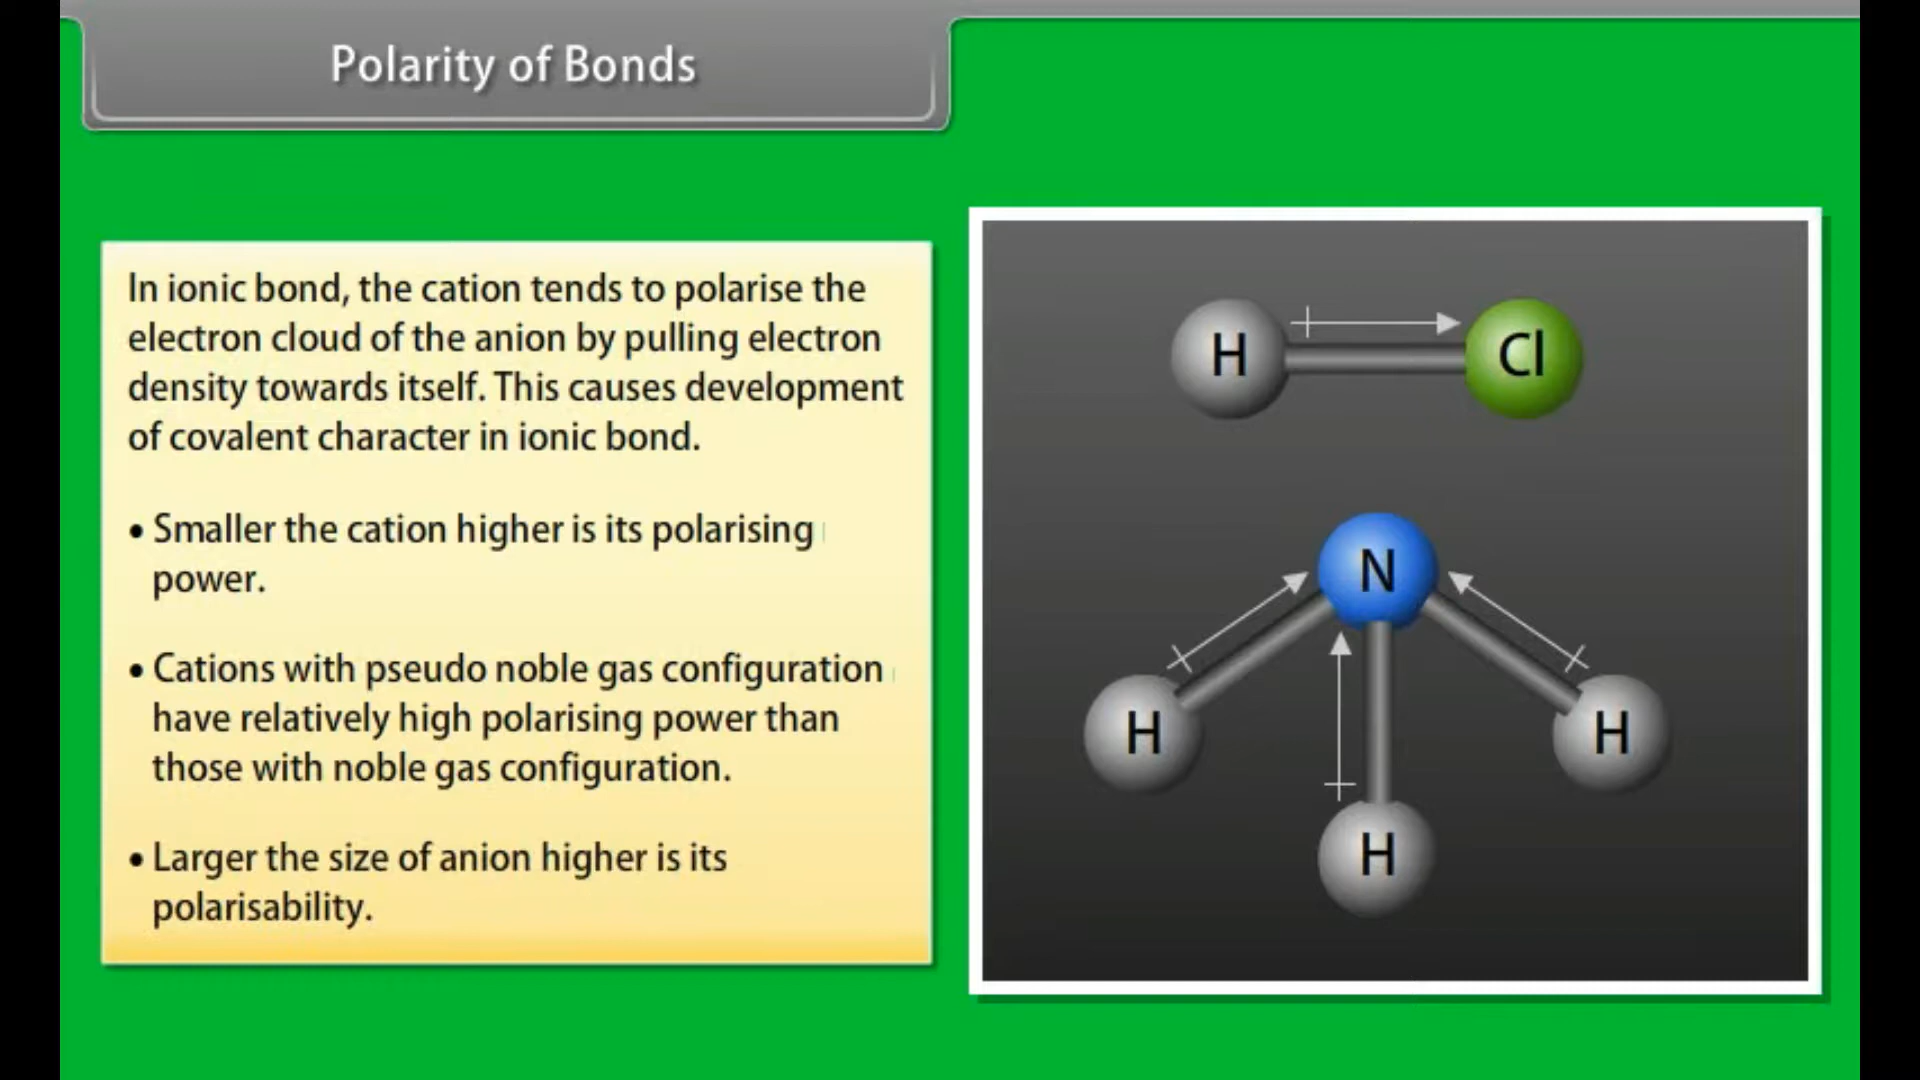 Polarity of Bonds
In ionic bond, the cation tends to polarise the
electron cloud of the anion by pulling electron
density towards itself. This causes development
of covalent character in ionic bond.
• Smaller the cation higher is its polarising
power.
• Cations with pseudo noble gas configuration
have relatively high polarising power than
those with noble gas configuration.
• Larger the size of anion higher is its
polarisability.
H Cl
N
H H
H